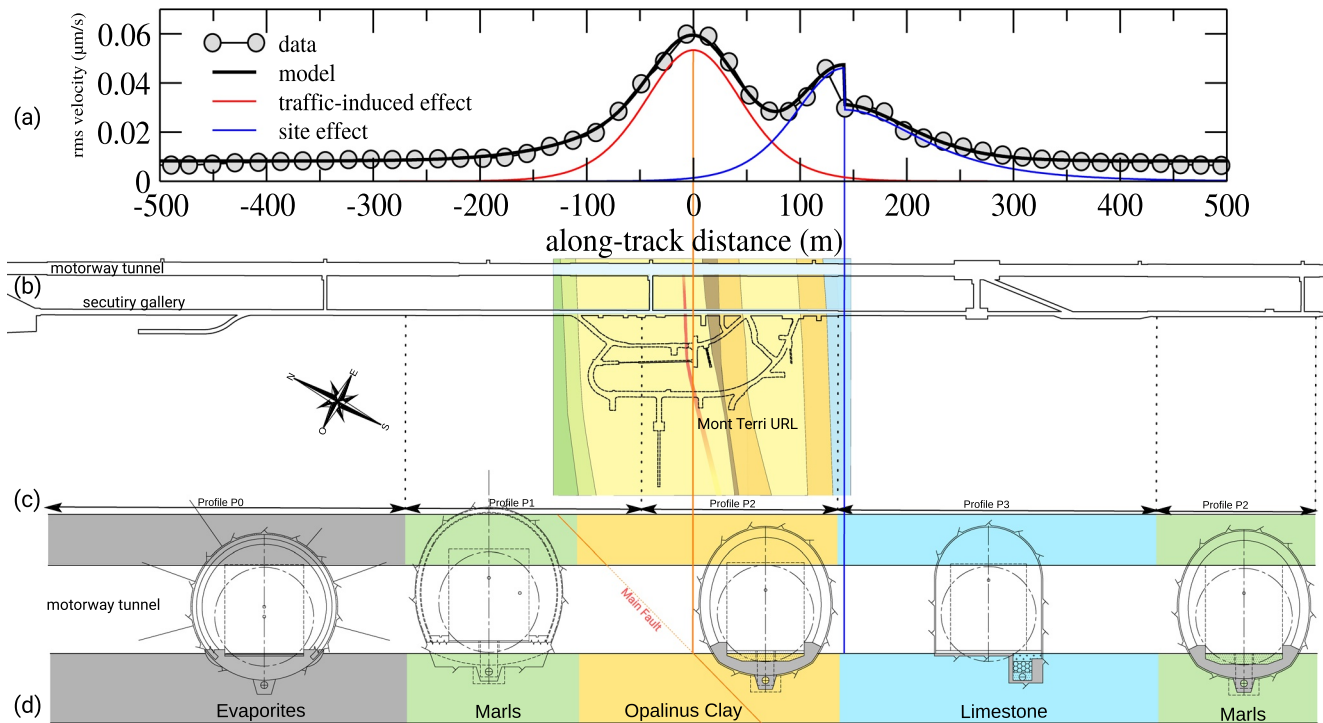 (a)
rms velocity (μm/s)
0.06
0.04
0.02
0
data
model
traffic-induced effect
site effect
-500 -400 -300 -200 -100 0 100 200 300 400 500
along-track distance (m)
(b)
motorway tunnel
secutiry gallery
N E
O S
Mont Terri URL
(c)
Profile P0 Profile P1 Profile P2 Profile P3 Profile P2
motorway tunnel
Main Fault
(d)
Evaporites Marls Opalinus Clay Limestone Marls